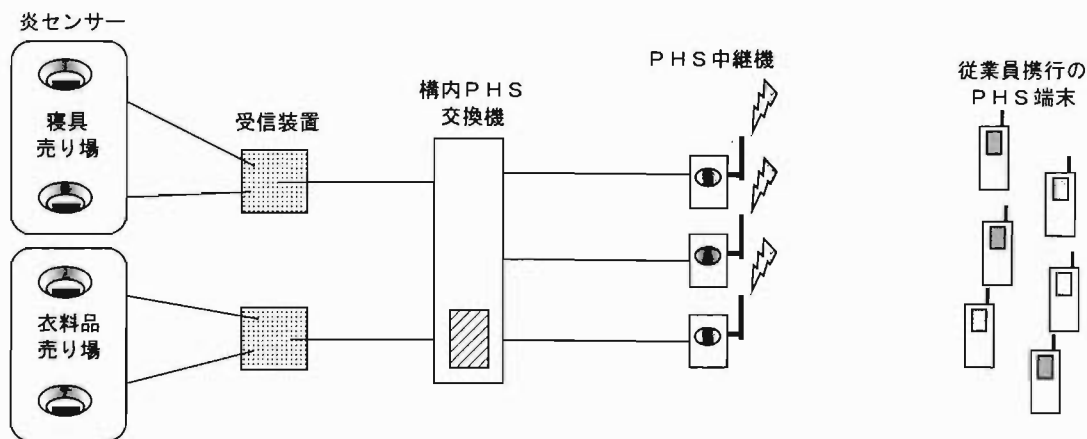 炎センサー
寝具
売り場
衣料品
売り場
受信装置
構内PHS
交換機
PHS中継機
従業員携行の
PHS端末